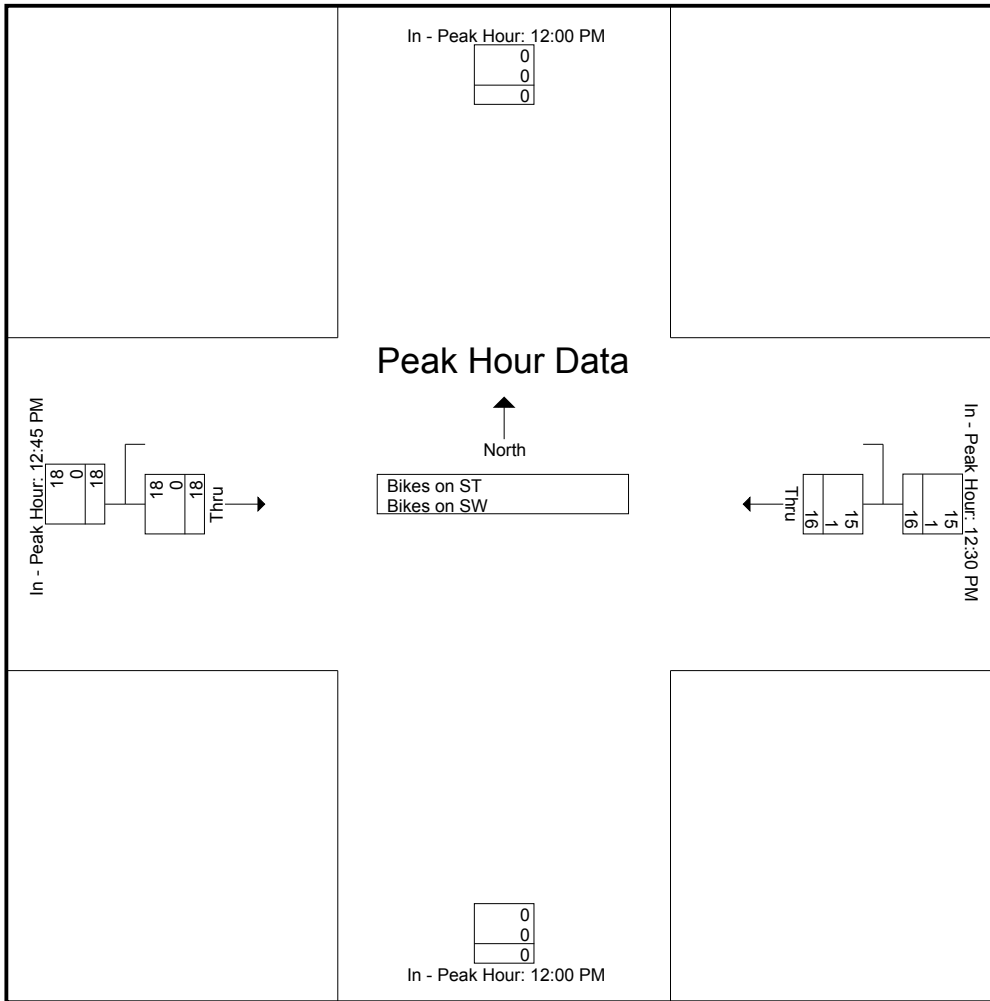 In - Peak Hour: 12:00 PM
0
0
0
Peak Hour Data
North
Bikes on ST
Bikes on SW
In - Peak Hour: 12:45 PM
18
0
18
18
0
18
Thru
Thru
15
1
16
15
1
16
In - Peak Hour: 12:30 PM
0
0
0
In - Peak Hour: 12:00 PM